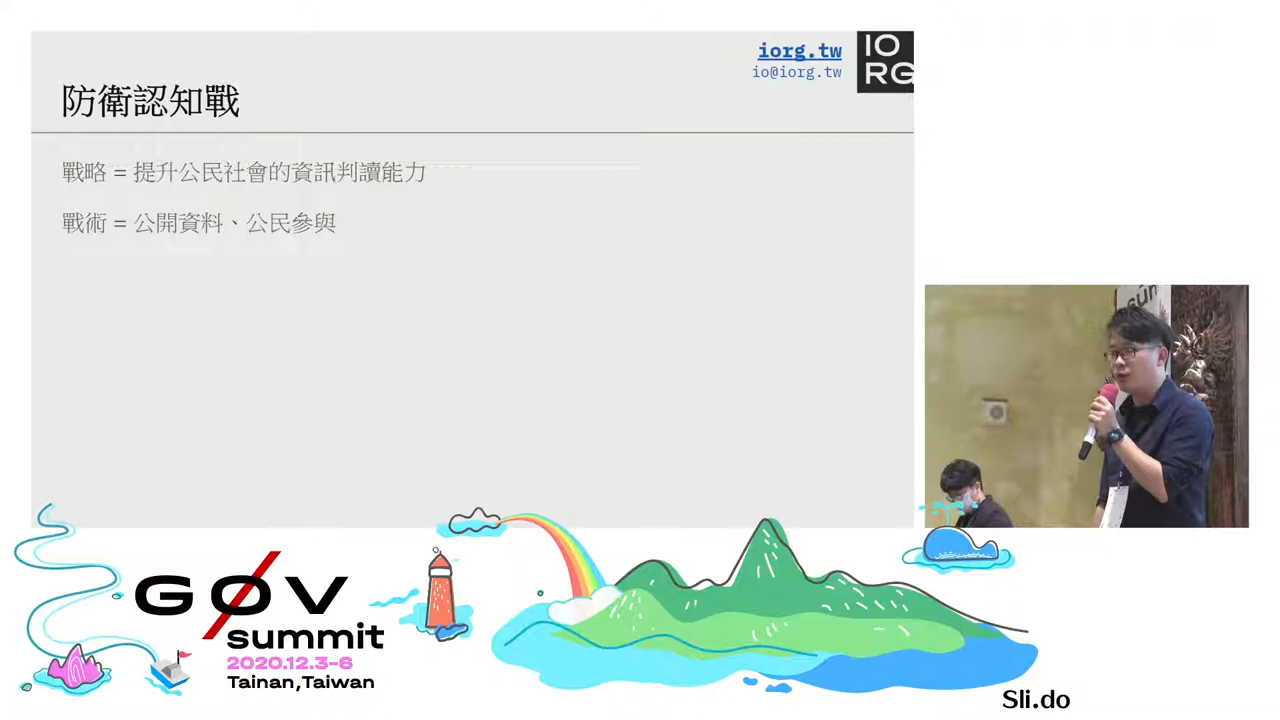 iorg.tw
io@iorg.tw
IO
RG
防衛認知戰
戰略 = 提升公民社會的資訊判讀能力
戰術 = 公開資料、公民參與
súm
GØV
summit
2020.12.3-6
Tainan,Taiwan
Sli.do